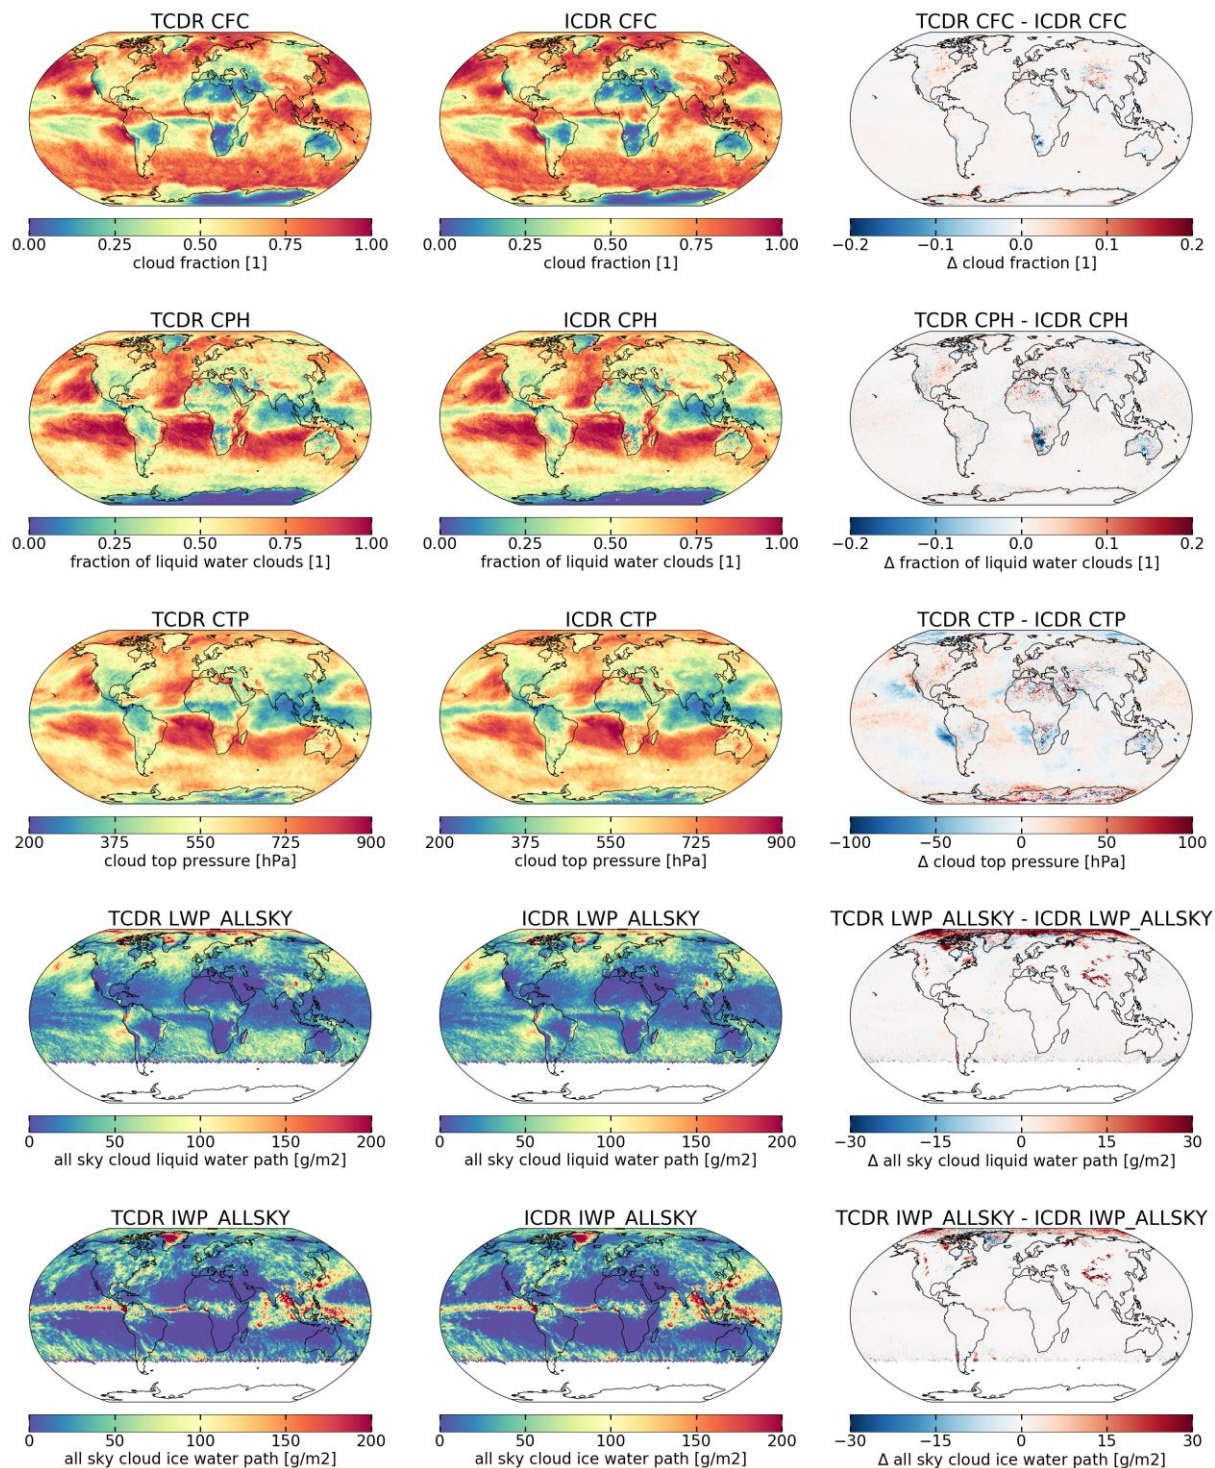 TCDR CFC
ICDR CFC
TCDR CFC - ICDR CFC
0.00 0.25 0.50 0.75 1.00
cloud fraction [1]
0.00 0.25 0.50 0.75 1.00
cloud fraction [1]
−0.2 −0.1 0.0 0.1 0.2
Δ cloud fraction [1]
TCDR CPH
ICDR CPH
TCDR CPH - ICDR CPH
0.00 0.25 0.50 0.75 1.00
fraction of liquid water clouds [1]
0.00 0.25 0.50 0.75 1.00
fraction of liquid water clouds [1]
−0.2 −0.1 0.0 0.1 0.2
Δ fraction of liquid water clouds [1]
TCDR CTP
ICDR CTP
TCDR CTP - ICDR CTP
200 375 550 725 900
cloud top pressure [hPa]
200 375 550 725 900
cloud top pressure [hPa]
−100 −50 0 50 100
Δ cloud top pressure [hPa]
TCDR LWP_ALLSKY
ICDR LWP_ALLSKY
TCDR LWP_ALLSKY - ICDR LWP_ALLSKY
0 50 100 150 200
all sky cloud liquid water path [g/m2]
0 50 100 150 200
all sky cloud liquid water path [g/m2]
−30 −15 0 15 30
Δ all sky cloud liquid water path [g/m2]
TCDR IWP_ALLSKY
ICDR IWP_ALLSKY
TCDR IWP_ALLSKY - ICDR IWP_ALLSKY
0 50 100 150 200
all sky cloud ice water path [g/m2]
0 50 100 150 200
all sky cloud ice water path [g/m2]
−30 −15 0 15 30
Δ all sky cloud ice water path [g/m2]